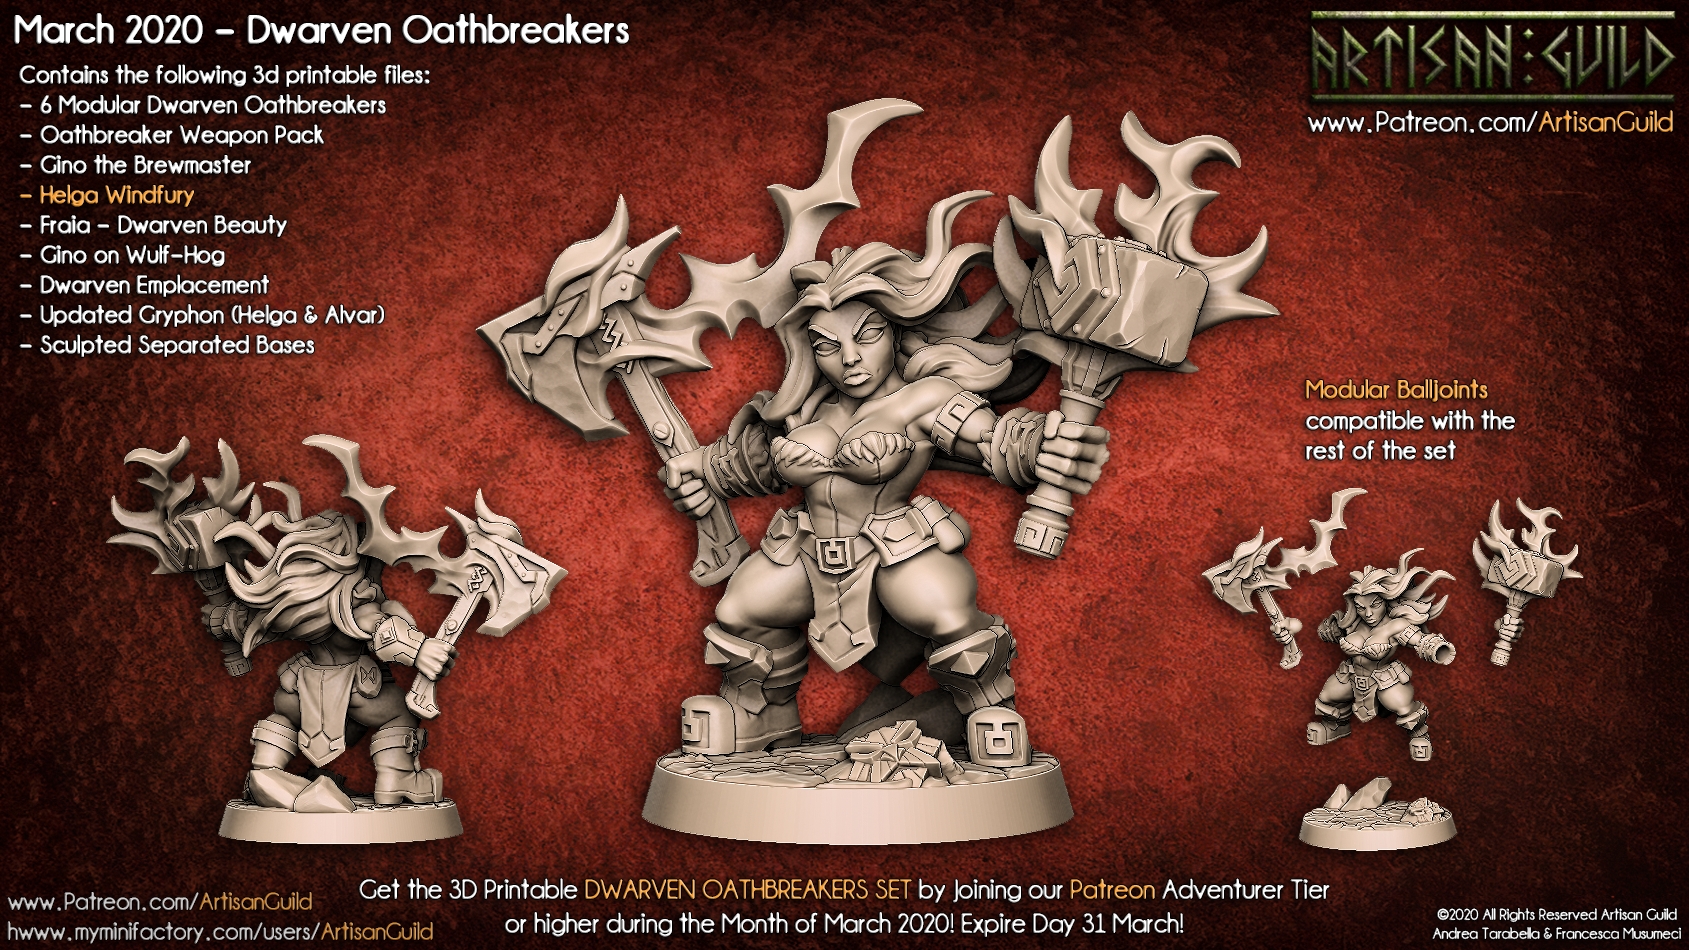 March 2020 - Dwarven Oathbreakers
Contains the following 3d printable files:
- 6 Modular Dwarven Oathbreakers
- Oathbreaker Weapon Pack
- Gino the Brewmaster
- Helga Windfury
- Fraia - Dwarven Beauty
- Gino on Wulf-Hog
- Dwarven Emplacement
- Updated Gryphon (Helga & Alvar)
- Sculpted Separated Bases
ARTISAN:GUILD
www.Patreon.com/ArtisanGuild
Modular Balljoints
compatible with the
rest of the set
www.Patreon.com/ArtisanGuild
hwww.myminifactory.com/users/ArtisanGuild
Get the 3D Printable DWARVEN OATHBREAKERS SET by Joining our Patreon Adventurer Tier
or higher during the Month of March 2020! Expire Day 31 March!
©2020 All Rights Reserved Artisan Guild
Andrea Tarabella & Francesca Musumeci